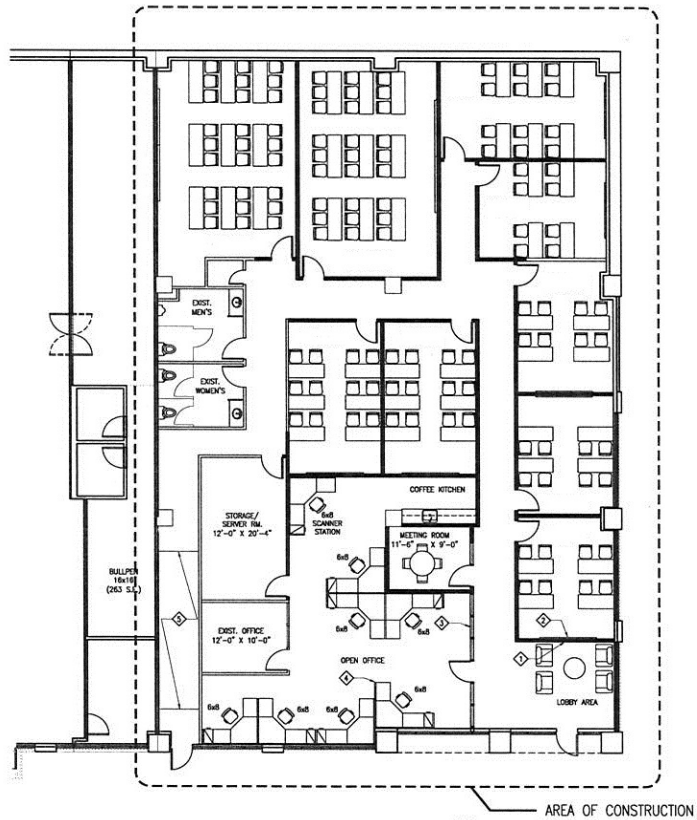 EXIST.
MEN'S
EXIST.
WOMEN'S
COFFEE KITCHEN
6x8
SCANNER
STATION
STORAGE/
SERVER RM.
12'-0" X 20'-4"
MEETING ROOM
11'-6" X 9'-0"
6x8
BULLPEN
16x16
(263 S.F.)
5
EXIST. OFFICE
12'-0" X 10'-0"
6x8
6x8
3
2
1
OPEN OFFICE
4
6x8
LOBBY AREA
6x8
6x8
6x8
AREA OF CONSTRUCTION